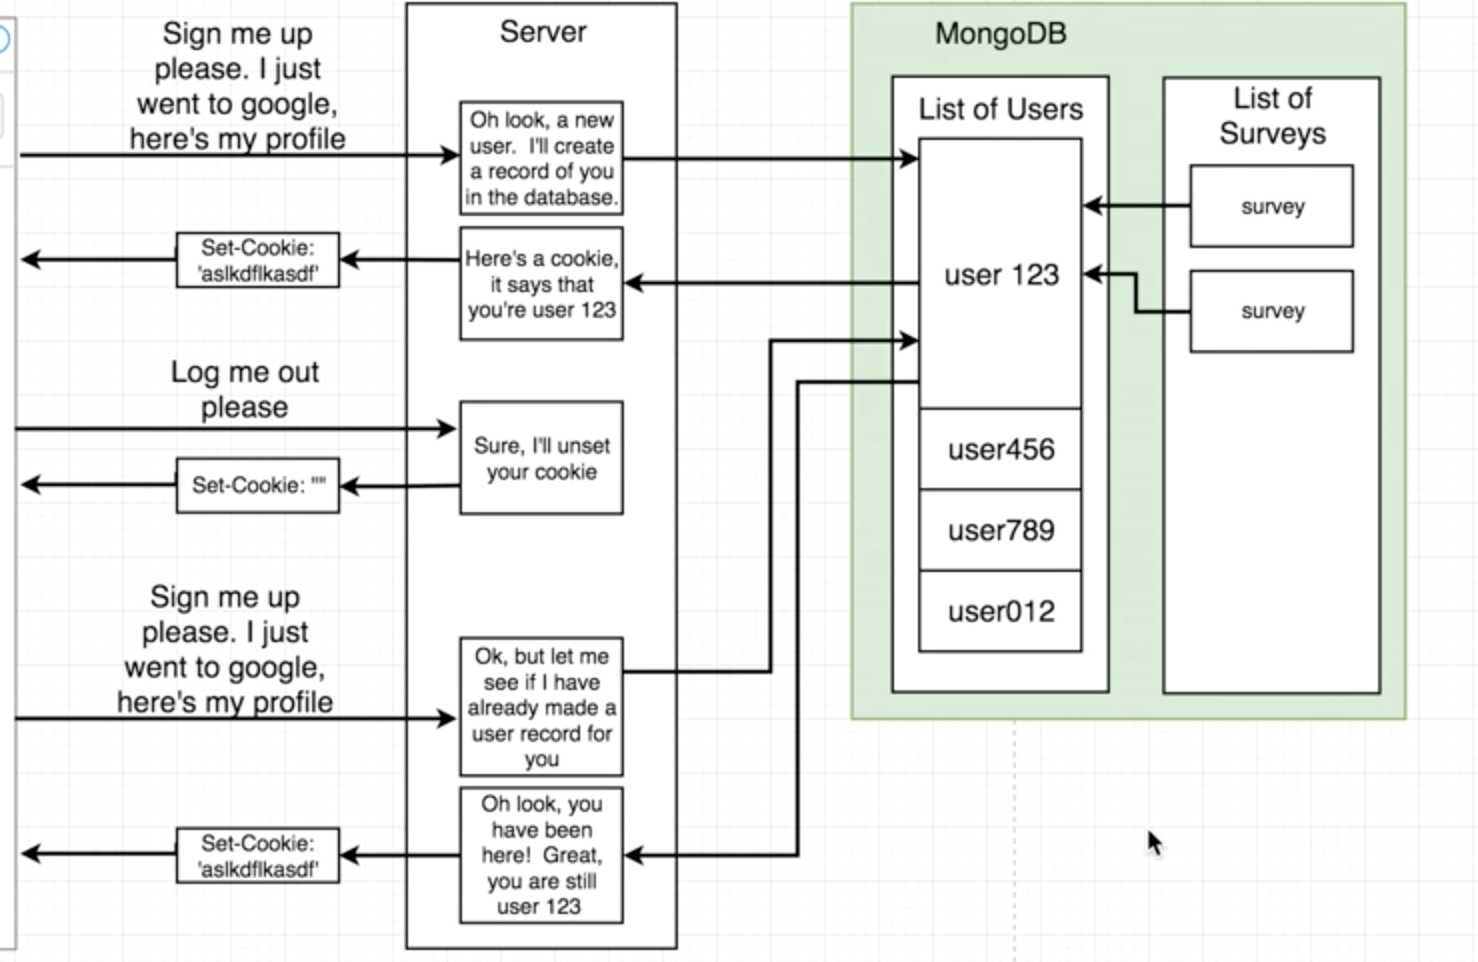 Sign me up
please. I just
went to google,
here's my profile
Set-Cookie:
'aslkdflkasdf'
Log me out
please
Set-Cookie: ""
Sign me up
please. I just
went to google,
here's my profile
Set-Cookie:
'aslkdflkasdf'
Server
Oh look, a new
user. I'll create
a record of you
in the database.
Here's a cookie,
it says that
you're user 123
Sure, I'll unset
your cookie
Ok, but let me
see if I have
already made a
user record for
you
Oh look, you
have been
here! Great,
you are still
user 123
MongoDB
List of Users
user 123
user456
user789
user012
List of
Surveys
survey
survey